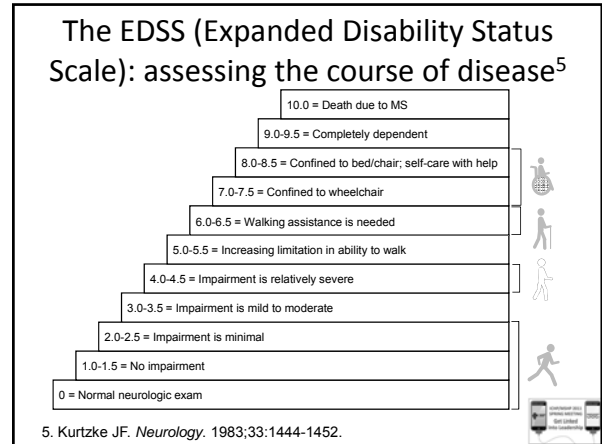 The EDSS (Expanded Disability Status
Scale): assessing the course of disease5
10.0 = Death due to MS
9.0-9.5 = Completely dependent
8.0-8.5 = Confined to bed/chair; self-care with help
7.0-7.5 = Confined to wheelchair
6.0-6.5 = Walking assistance is needed
5.0-5.5 = Increasing limitation in ability to walk
4.0-4.5 = Impairment is relatively severe
3.0-3.5 = Impairment is mild to moderate
2.0-2.5 = Impairment is minimal
1.0-1.5 = No impairment
0 = Normal neurologic exam
5. Kurtzke JF. Neurology. 1983;33:1444-1452.
Get Linked
Into Leadership